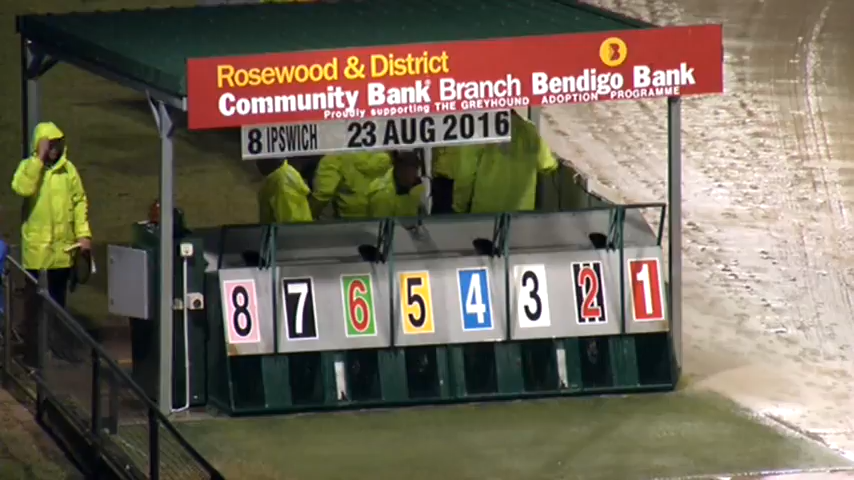 Rosewood & District
Community Bank® Branch Bendigo Bank
Proudly supporting THE GREYHOUND ADOPTION PROGRAMME
8 IPSWICH 23 AUG 2016
8 7 6 5 4 3 2 1